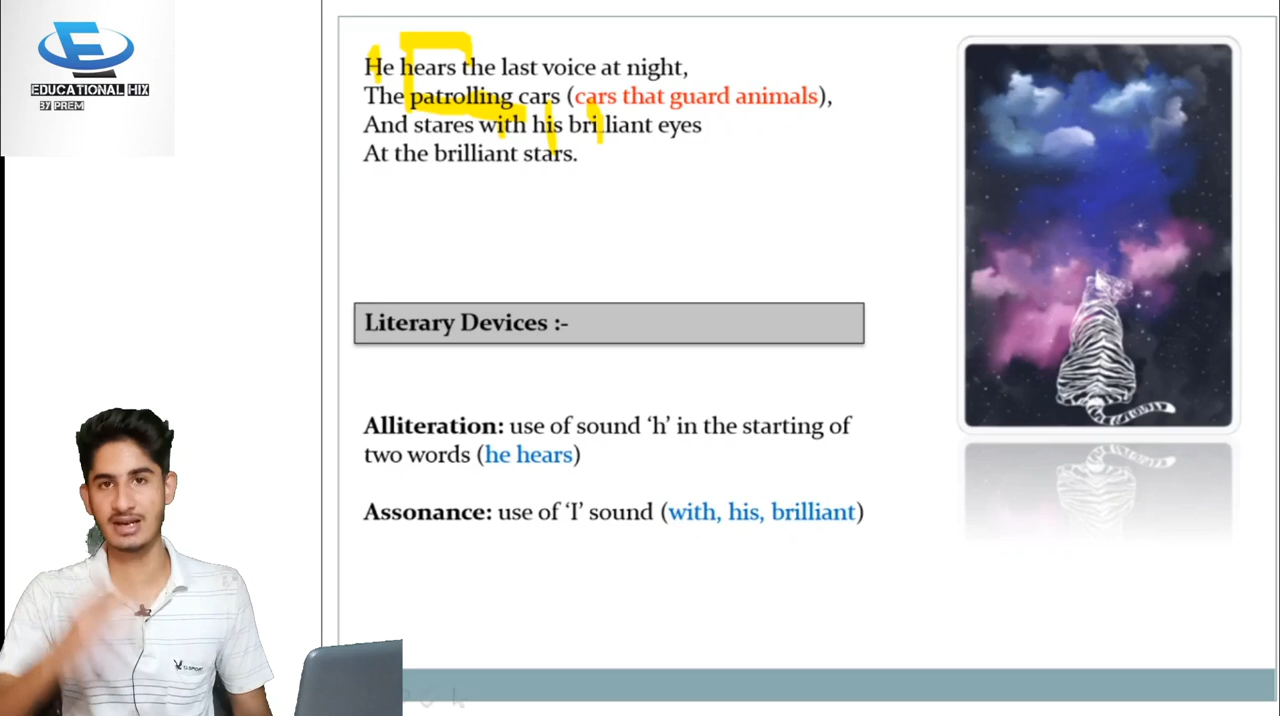 EDUCATIONAL HIX
BY PREM
He hears the last voice at night,
The patrolling cars (cars that guard animals),
And stares with his brilliant eyes
At the brilliant stars.
Literary Devices :-
Alliteration: use of sound ‘h’ in the starting of
two words (he hears)
Assonance: use of ‘I’ sound (with, his, brilliant)